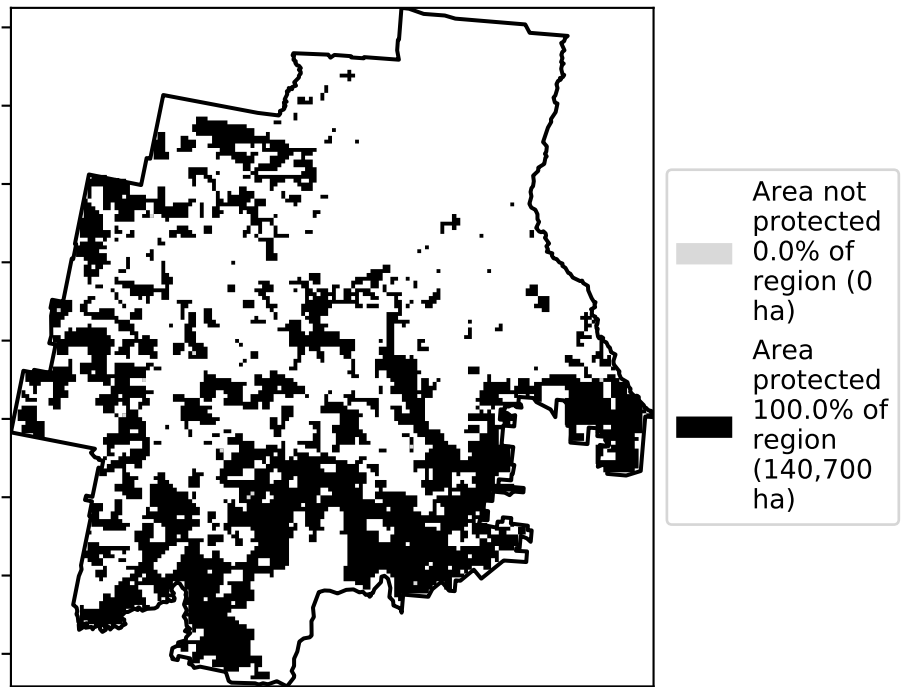 Area not
protected
0.0% of
region (0
ha)
Area
protected
100.0% of
region
(140,700
ha)